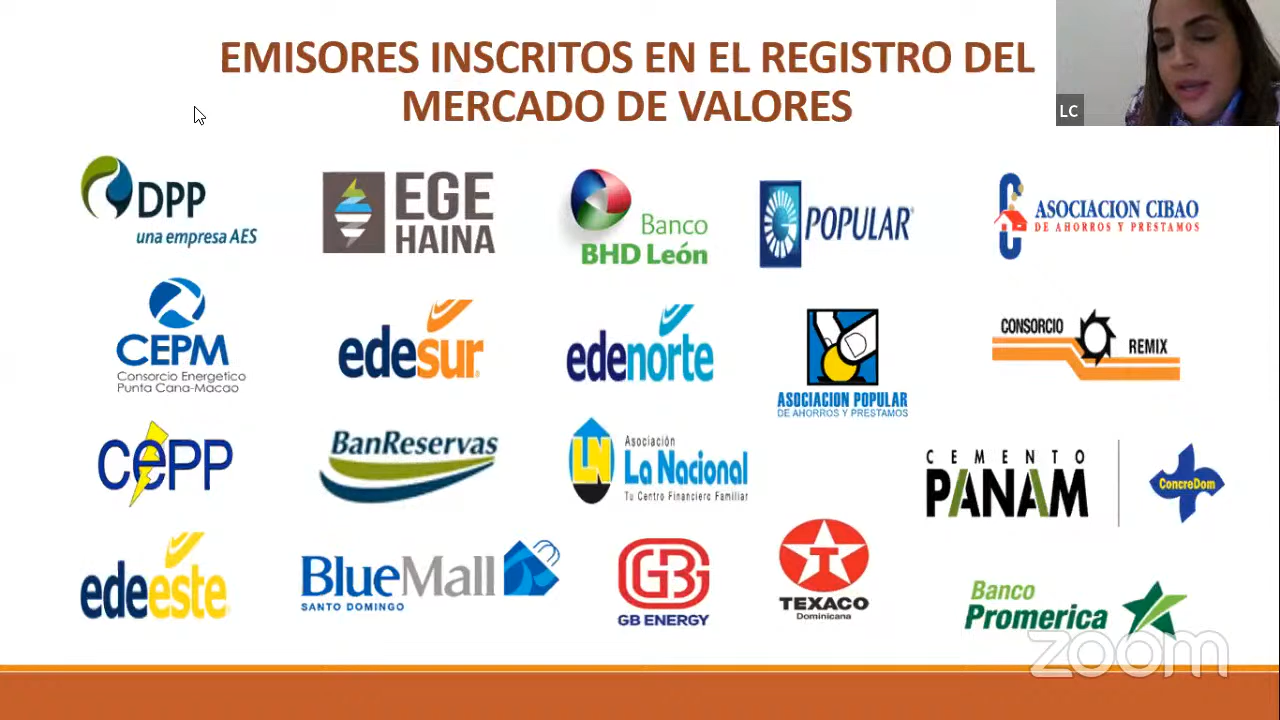 EMISORES INSCRITOS EN EL REGISTRO DEL
MERCADO DE VALORES
LC
DPP
una empresa AES
EGE
HAINA
Banco
BHD León
POPULAR
ASOCIACION CIBAO
DE AHORROS Y PRESTAMOS
CEPM
Consorcio Energetico
Punta Cana-Macao
edesur
edenorte
ASOCIACION POPULAR
DE AHORROS Y PRESTAMOS
CONSORCIO
REMIX
cepp
BanReservas
LN
Asociación
La Nacional
Tu Centro Financiero Familiar
CEMENTO
PANAM
ConcreDom
edeeste
BlueMall
SANTO DOMINGO
GB
GB ENERGY
T
TEXACO
Dominicana
Banco
Promerica
zoom